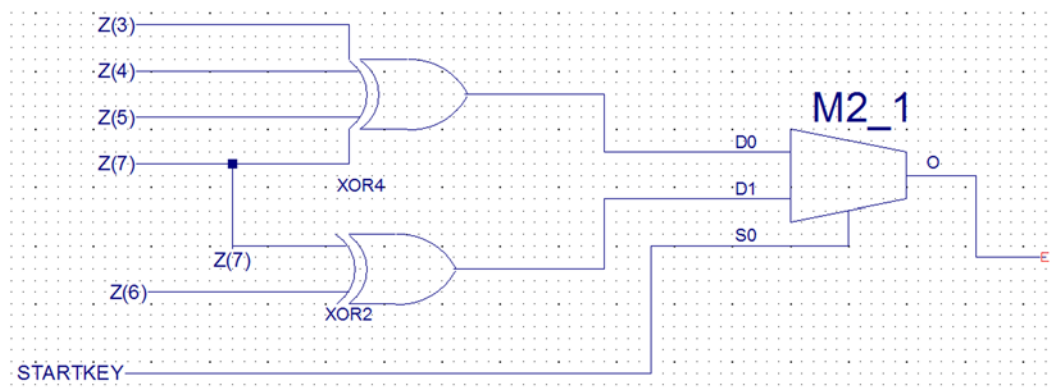 Z(3)
Z(4)
Z(5)
Z(7)
XOR4
Z(7)
Z(6)
XOR2
STARTKEY
M2_1
D0
D1
S0
O
E